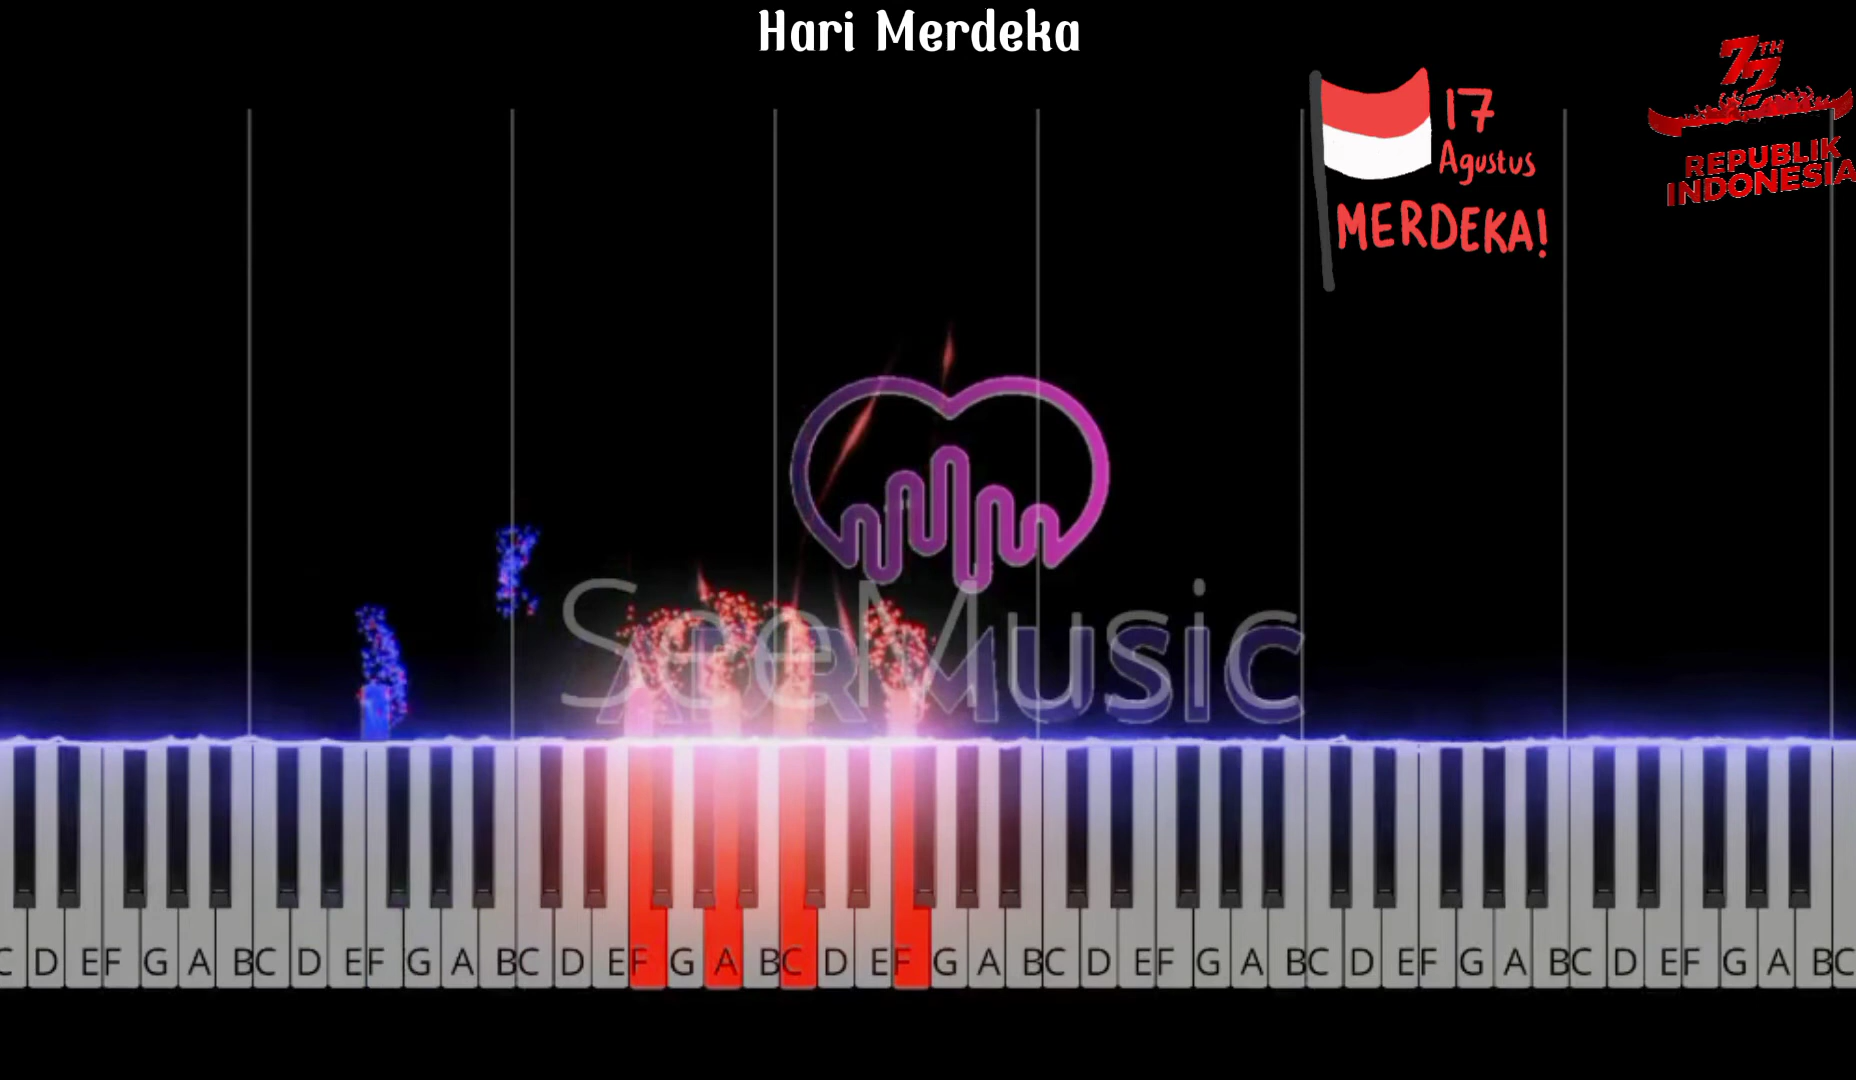 Hari Merdeka
17
Agustus
MERDEKA!
77TH
REPUBLIK
INDONESIA
SeeMusic
C D E F G A B C D E F G A B C D E F G A B C D E F G A B C D E F G A B C D E F G A B C D E F G A B C